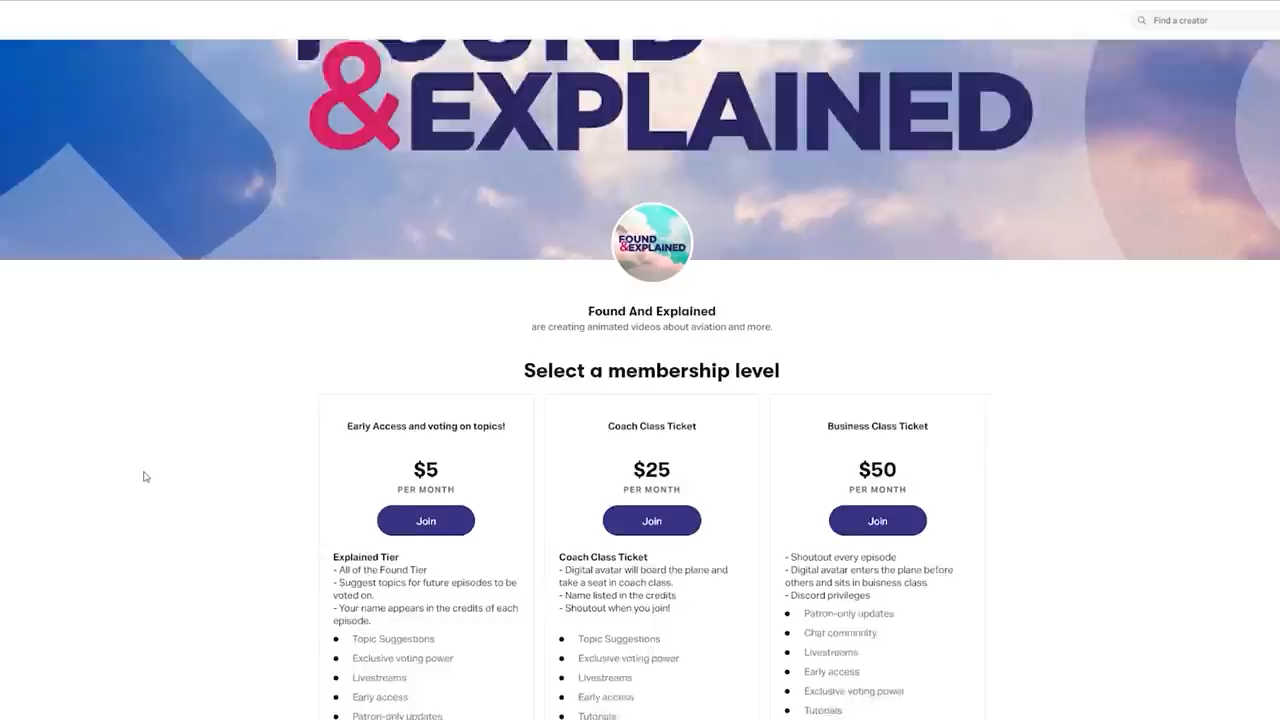 Find a creator
FOUND
&EXPLAINED
FOUND
&EXPLAINED
Found And Explained
are creating animated videos about aviation and more.
Select a membership level
Early Access and voting on topics!
$5
PER MONTH
Join
Explained Tier
- All of the Found Tier
- Suggest topics for future episodes to be
voted on.
- Your name appears in the credits of each
episode.
Topic Suggestions
Exclusive voting power
Livestreams
Early access
Patron-only updates
Coach Class Ticket
$25
PER MONTH
Join
Coach Class Ticket
- Digital avatar will board the plane and
take a seat in coach class.
- Name listed in the credits
- Shoutout when you join!
Topic Suggestions
Exclusive voting power
Livestreams
Early access
Tutorials
Business Class Ticket
$50
PER MONTH
Join
- Shoutout every episode
- Digital avatar enters the plane before
others and sits in buisness class.
- Discord privileges
Patron-only updates
Chat community
Livestreams
Early access
Exclusive voting power
Tutorials